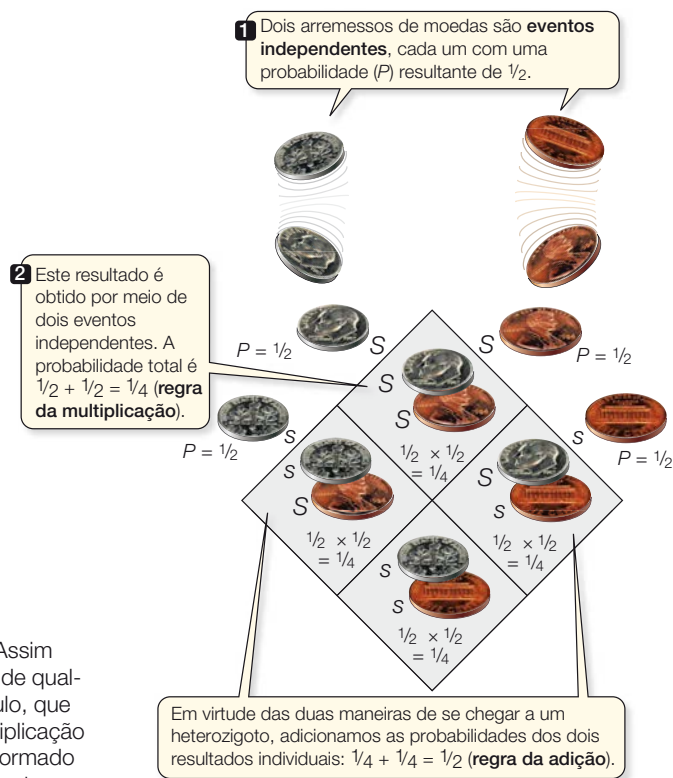 1 Dois arremessos de moedas são eventos
independentes, cada um com uma
probabilidade (P) resultante de 1/2.
2 Este resultado é
obtido por meio de
dois eventos
independentes. A
probabilidade total é
1/2 + 1/2 = 1/4 (regra
da multiplicação).
P = 1/2
S
S
P = 1/2
S
S
1/2 × 1/2
= 1/4
P = 1/2
s
s
P = 1/2
s
S
1/2 × 1/2
= 1/4
S
s
1/2 × 1/2
= 1/4
s
s
1/2 × 1/2
= 1/4
Assim
de qual-
ulo, que
tiplicação
ormado
Em virtude das duas maneiras de se chegar a um
heterozigoto, adicionamos as probabilidades dos dois
resultados individuais: 1/4 + 1/4 = 1/2 (regra da adição).